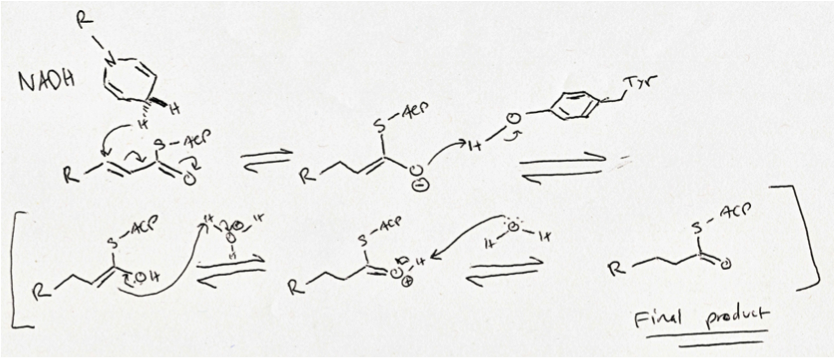 R
N
NADH
H H
S-ACP
R O
S-ACP
R O ⊖
H O Tyr
S-ACP
R OH
H O H
H
S-ACP
R O H
⊕
O
H H
S-ACP
R O
Final product